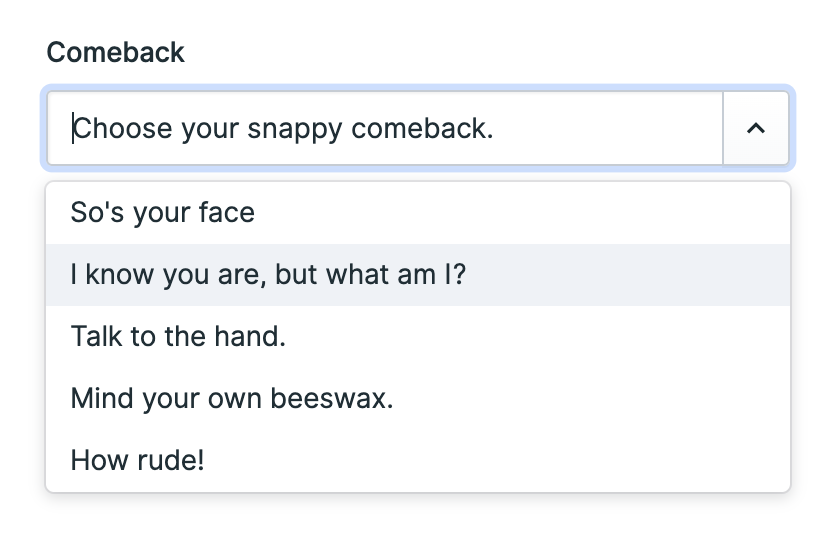 Comeback
Choose your snappy comeback.
So's your face
I know you are, but what am I?
Talk to the hand.
Mind your own beeswax.
How rude!